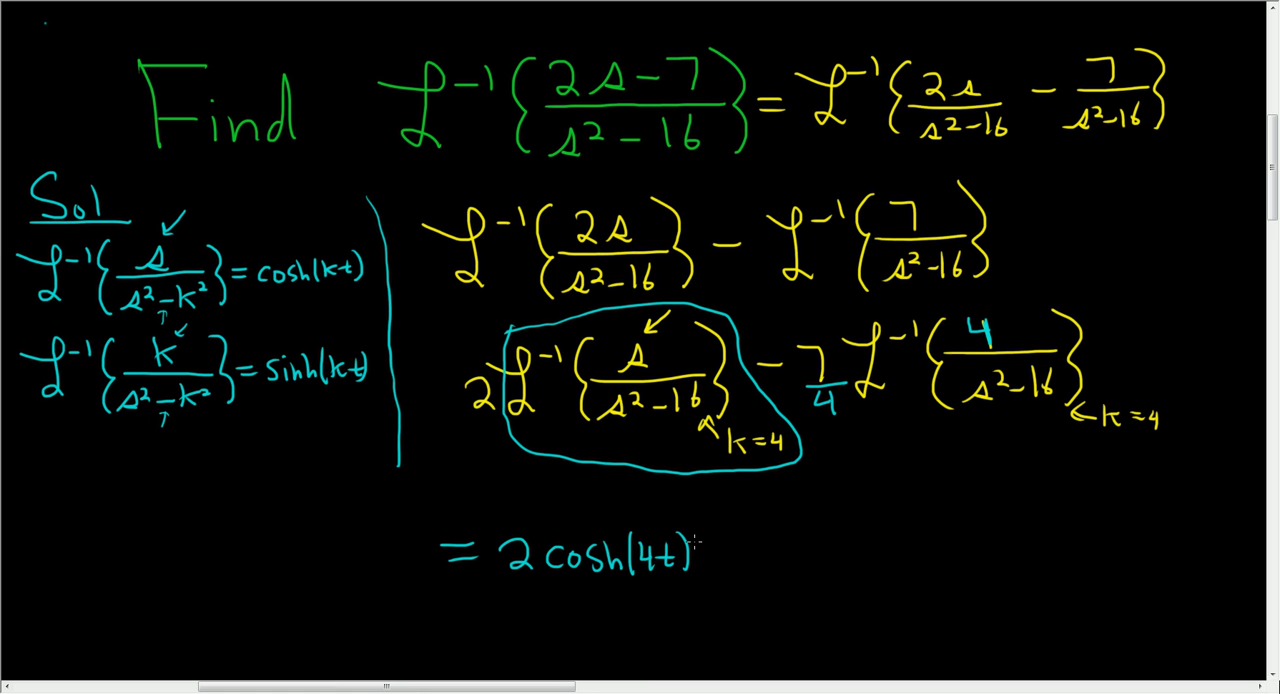 Find ℒ⁻¹{(2s − 7)/(s² − 16)} = ℒ⁻¹{2s/(s² − 16) − 7/(s² − 16)}
Sol
ℒ⁻¹{s/(s² − k²)} = cosh(kt)
ℒ⁻¹{k/(s² − k²)} = sinh(kt)
ℒ⁻¹{2s/(s² − 16)} − ℒ⁻¹{7/(s² − 16)}
2ℒ⁻¹{s/(s² − 16)} − 7/4 ℒ⁻¹{4/(s² − 16)}
k = 4
k = 4
= 2cosh(4t)